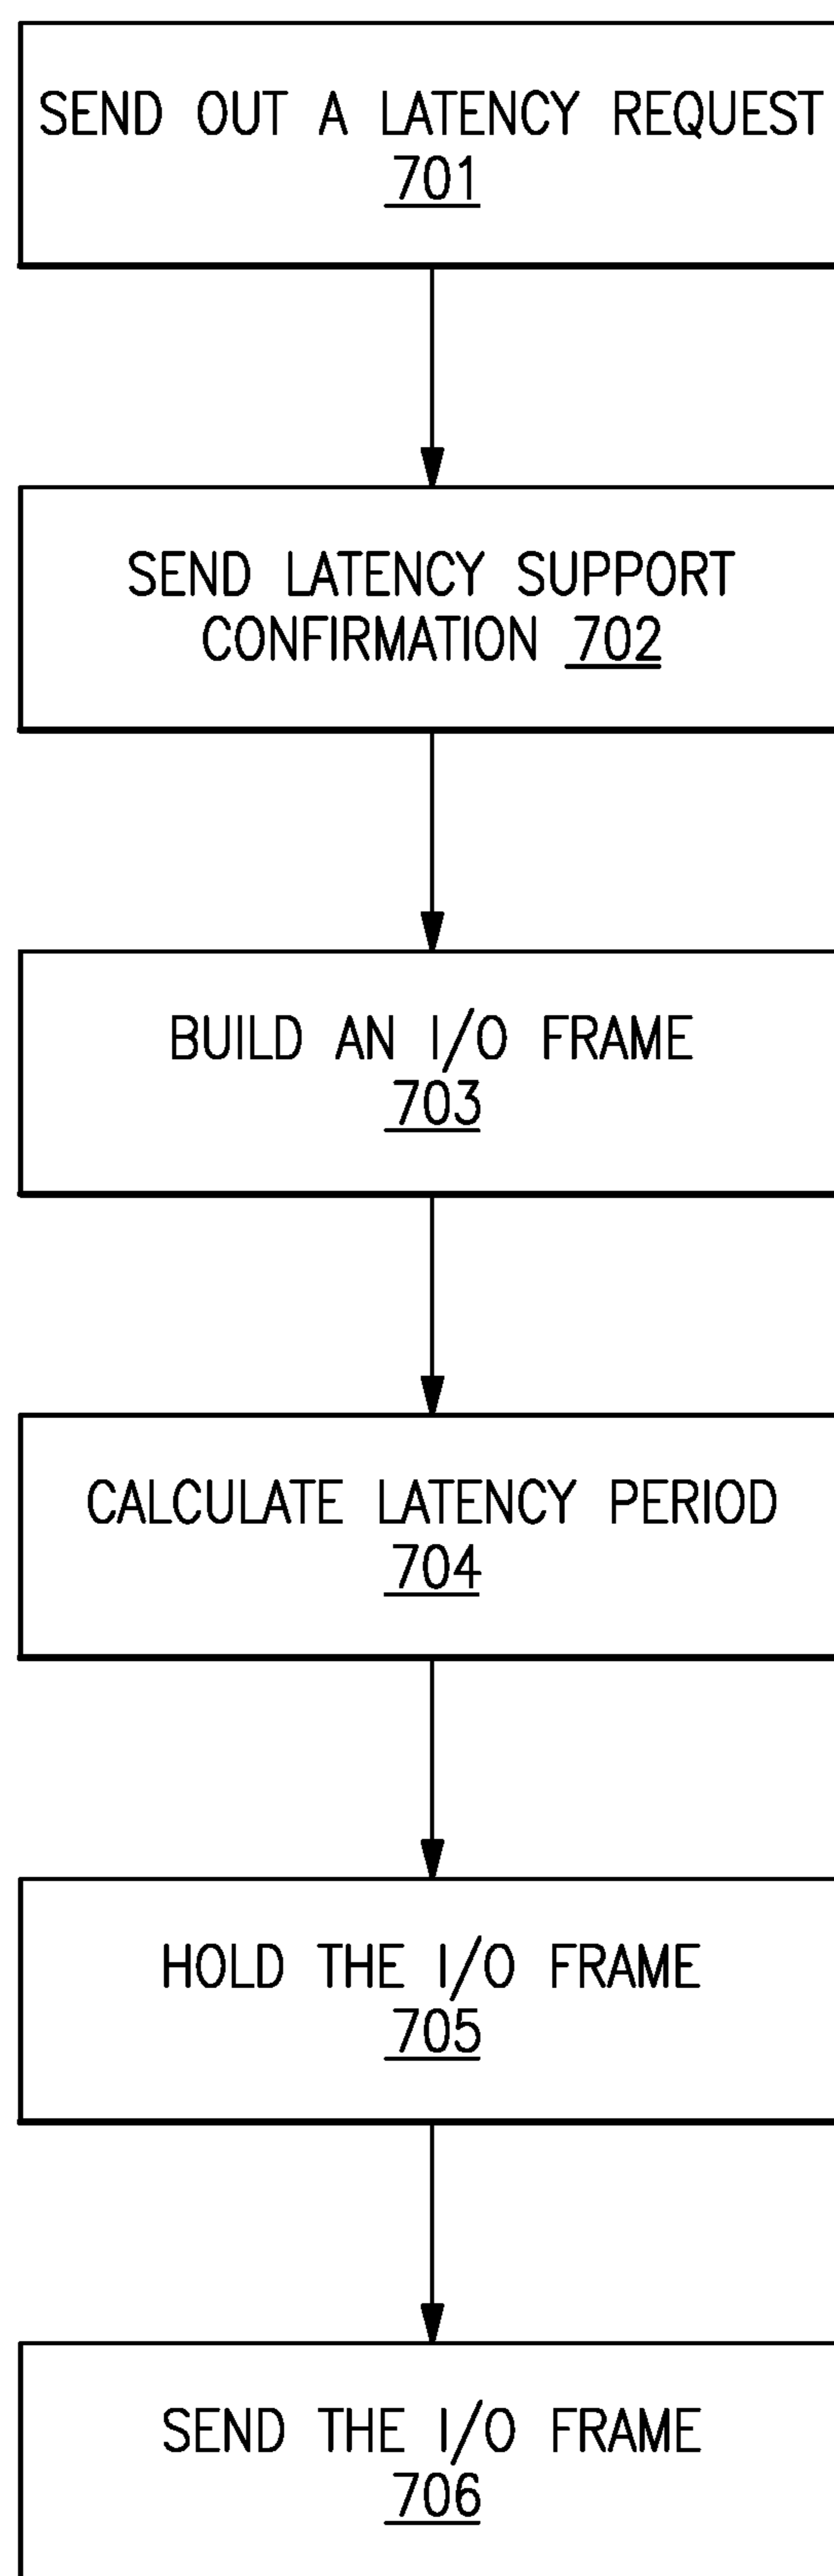 SEND OUT A LATENCY REQUEST
701
SEND LATENCY SUPPORT
CONFIRMATION 702
BUILD AN I/O FRAME
703
CALCULATE LATENCY PERIOD
704
HOLD THE I/O FRAME
705
SEND THE I/O FRAME
706